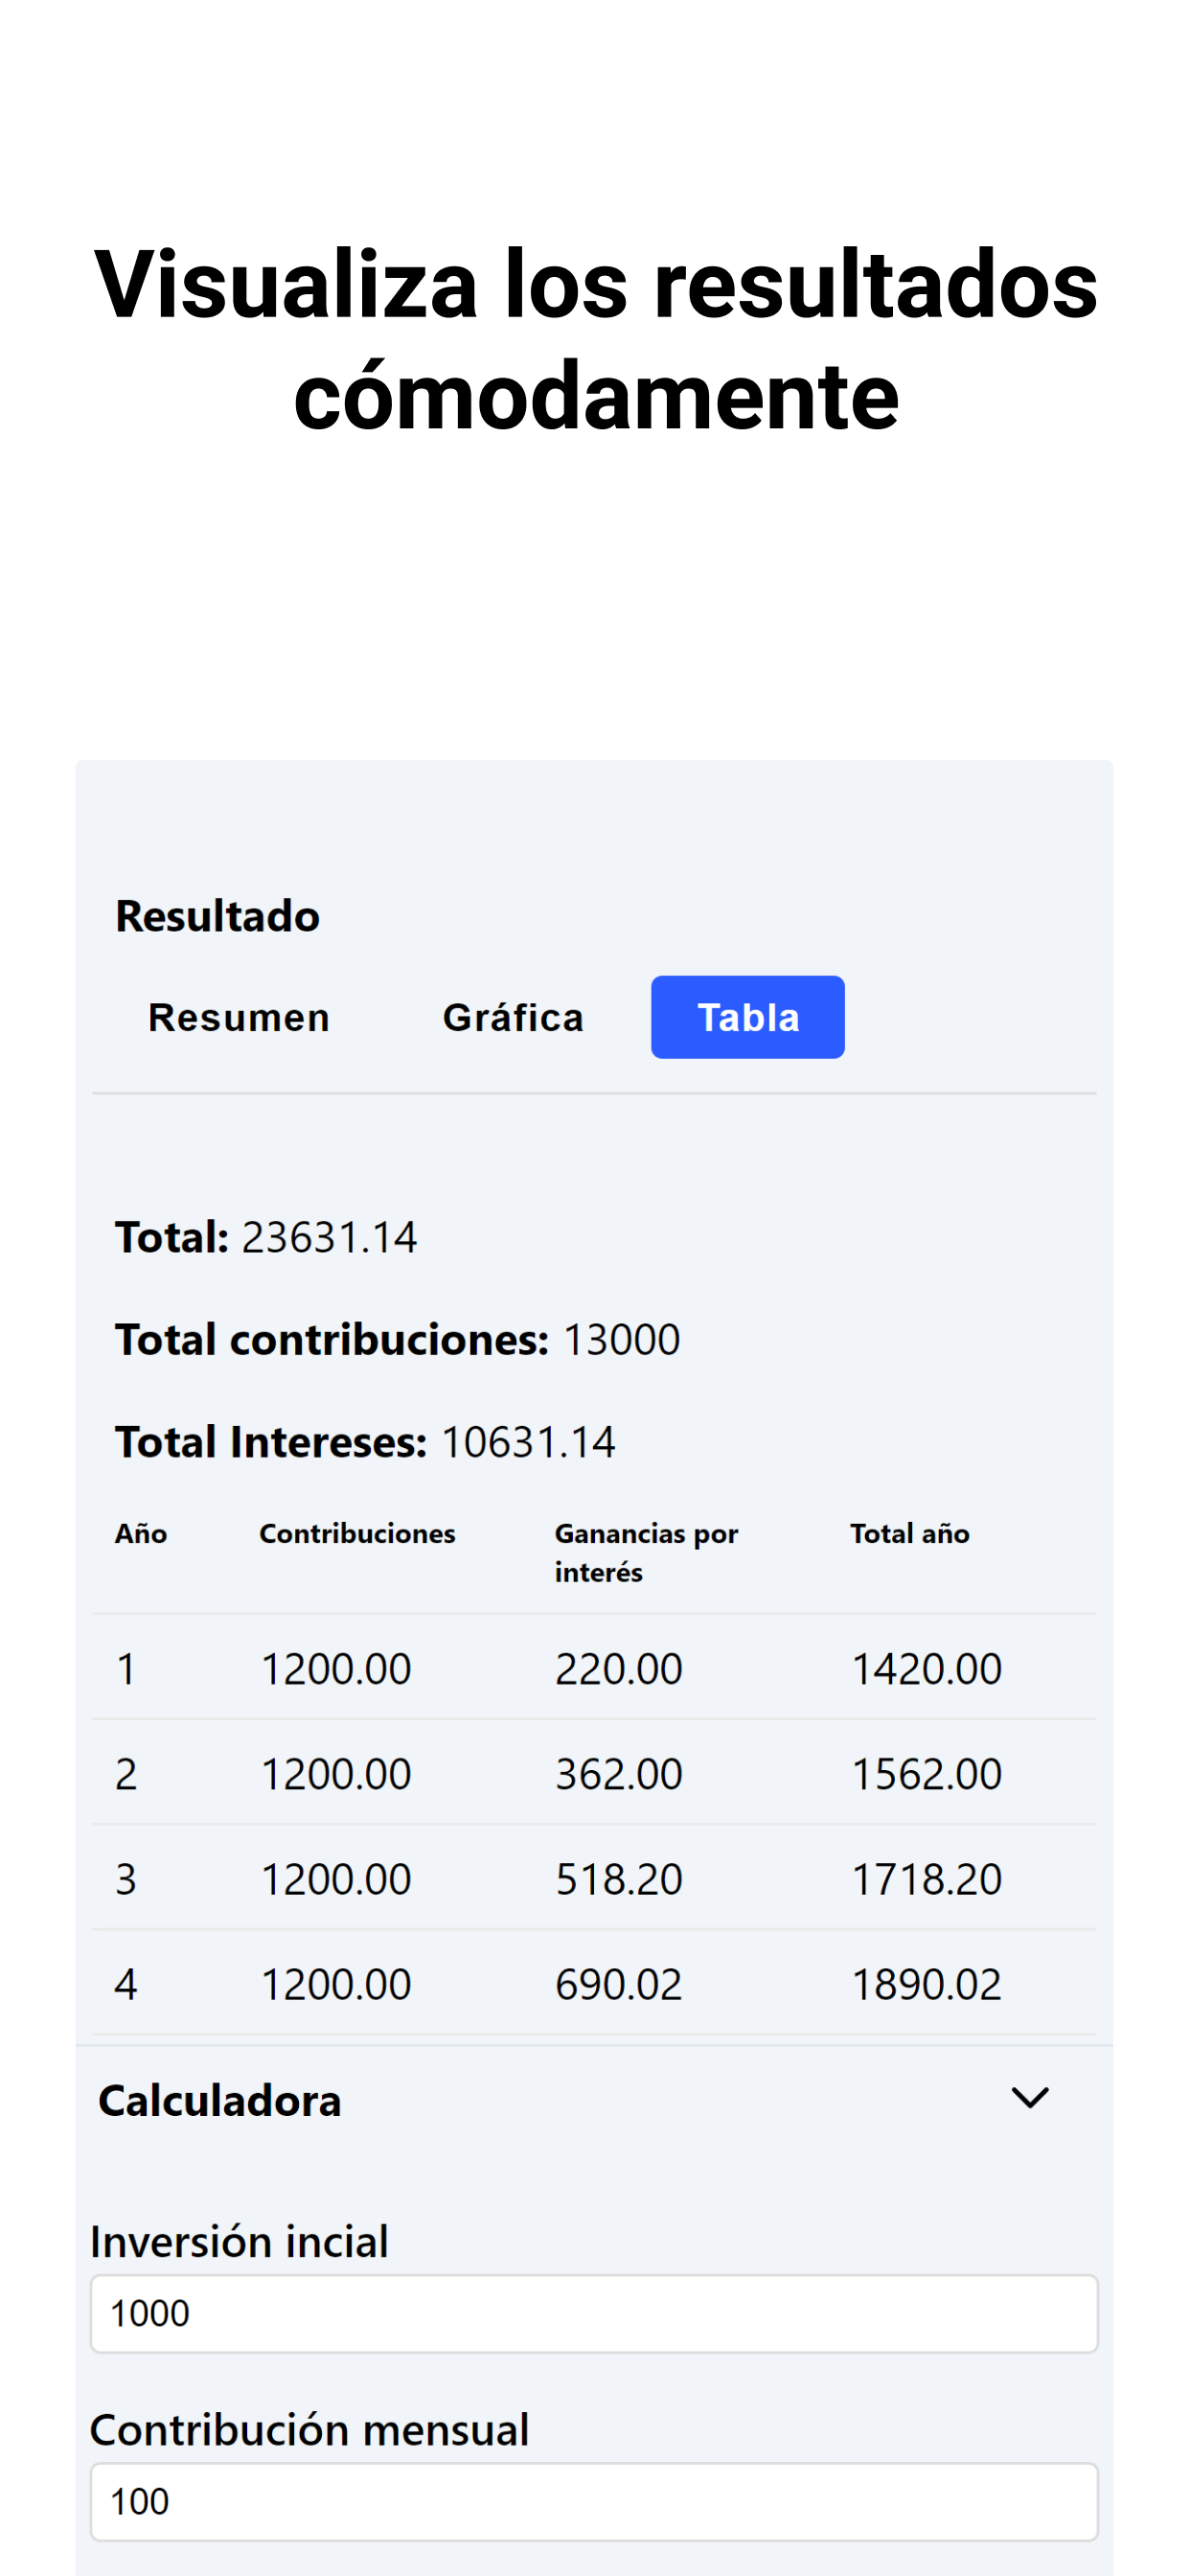 Visualiza los resultados
cómodamente
Resultado
Resumen Gráfica Tabla
Total: 23631.14
Total contribuciones: 13000
Total Intereses: 10631.14
Año Contribuciones Ganancias por interés Total año
1 1200.00 220.00 1420.00
2 1200.00 362.00 1562.00
3 1200.00 518.20 1718.20
4 1200.00 690.02 1890.02
Calculadora
Inversión incial
1000
Contribución mensual
100